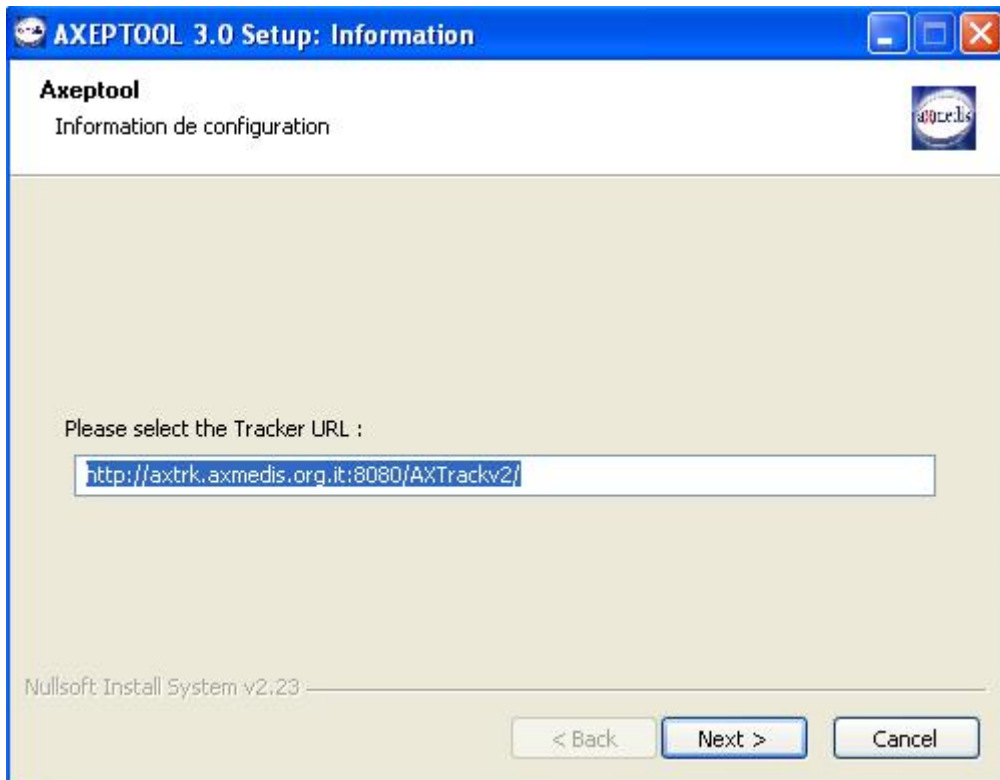 AXEPTOOL 3.0 Setup: Information
Axeptool
Information de configuration
axmedis
Please select the Tracker URL :
http://axtrk.axmedis.org.it:8080/AXTrackv2/
Nullsoft Install System v2.23
< Back
Next >
Cancel